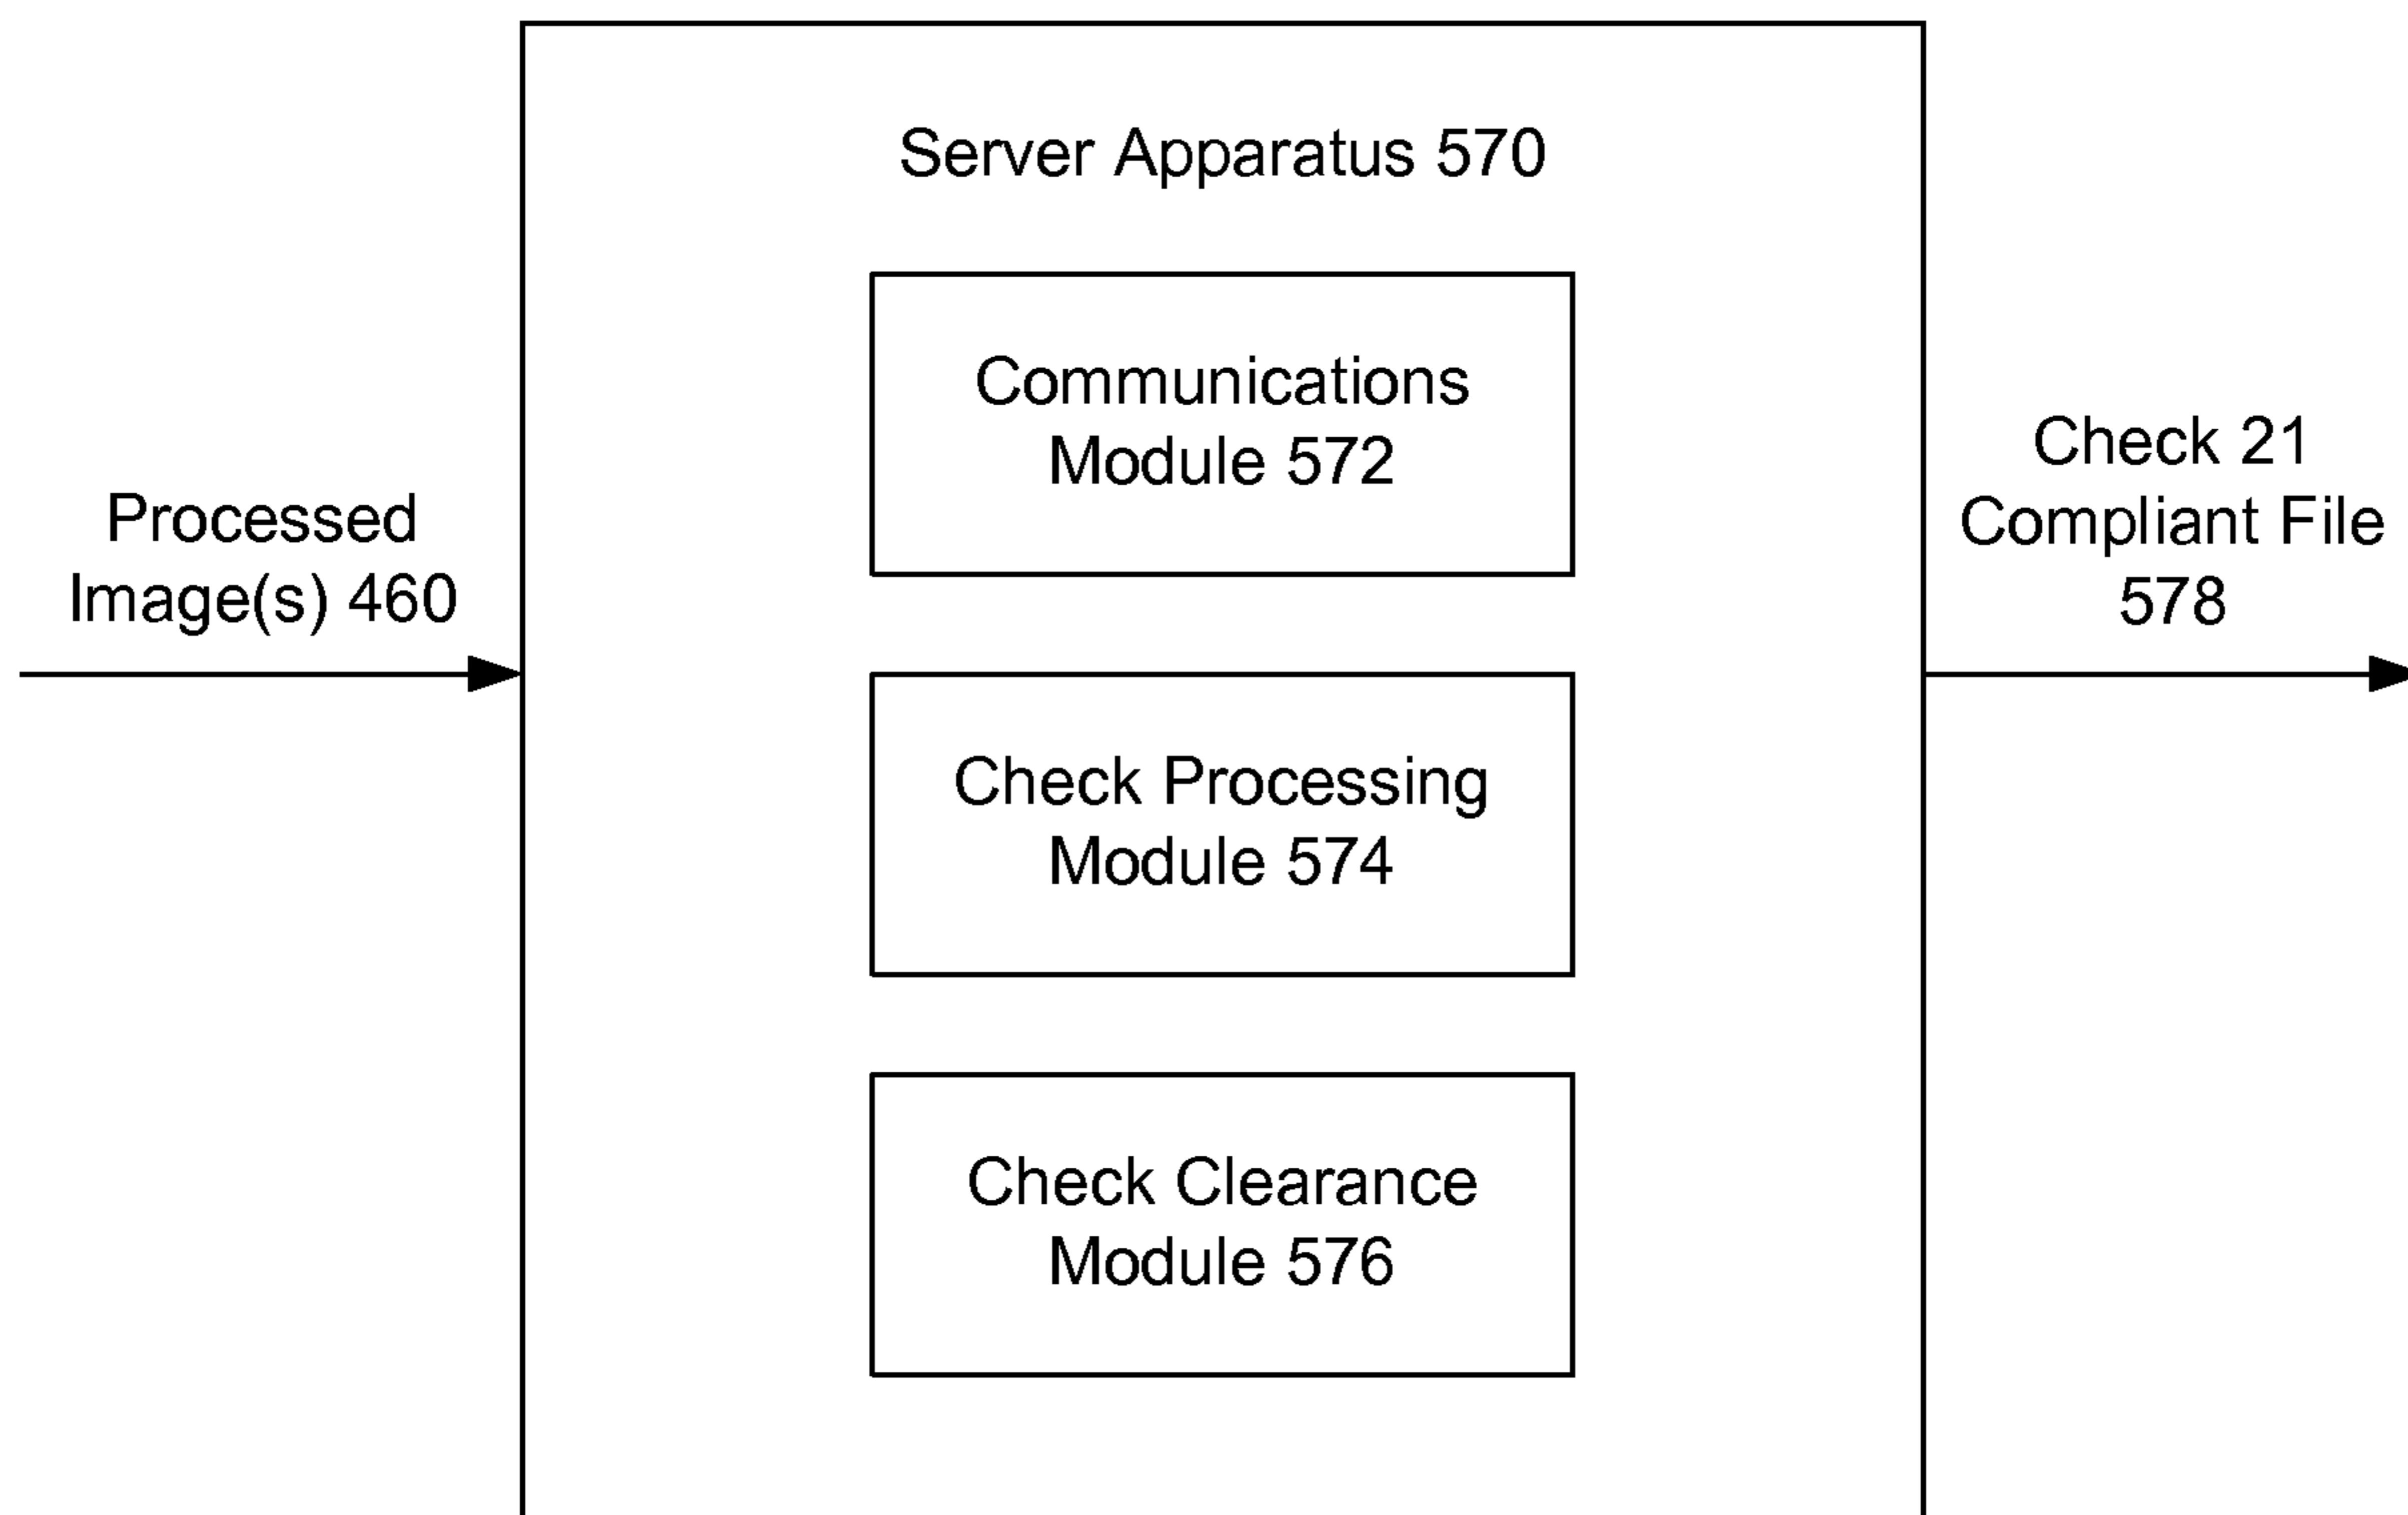 Server Apparatus 570
Communications
Module 572
Processed
Image(s) 460
Check 21
Compliant File
578
Check Processing
Module 574
Check Clearance
Module 576